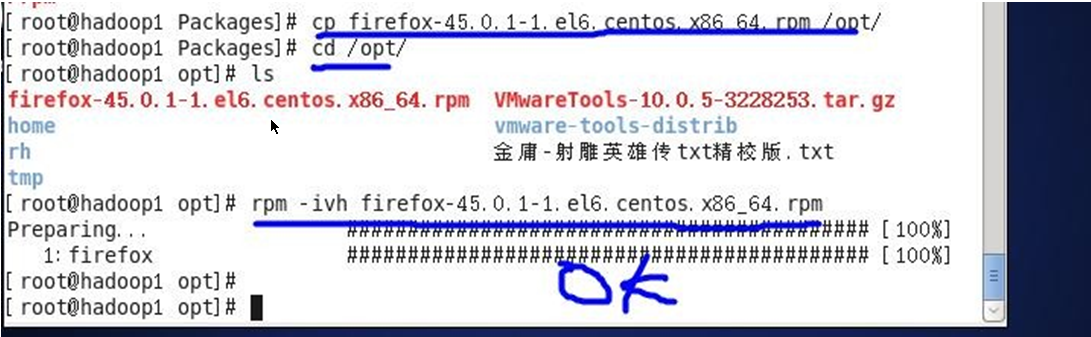 [root@hadoop1 Packages]# cp firefox-45.0.1-1.el6.centos.x86_64.rpm /opt/
[root@hadoop1 Packages]# cd /opt/
[root@hadoop1 opt]# ls
firefox-45.0.1-1.el6.centos.x86_64.rpm VMwareTools-10.0.5-3228253.tar.gz
home vmware-tools-distrib
rh 金庸-射雕英雄传txt精校版.txt
tmp
[root@hadoop1 opt]# rpm -ivh firefox-45.0.1-1.el6.centos.x86_64.rpm
Preparing... ########################################### [100%]
1:firefox ########################################### [100%]
[root@hadoop1 opt]#
[root@hadoop1 opt]#
OK